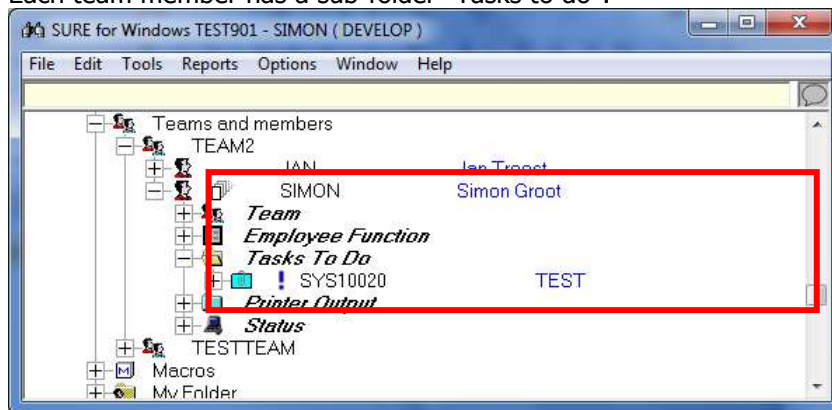 Each team member has a sub-folder "Tasks to do".
SURE for Windows TEST901 - SIMON ( DEVELOP )
File Edit Tools Reports Options Window Help
Teams and members
TEAM2
JAN Jan Troost
SIMON Simon Groot
Team
Employee Function
Tasks To Do
! SYS10020 TEST
Printer Output
Status
TESTTEAM
M Macros
My Folder